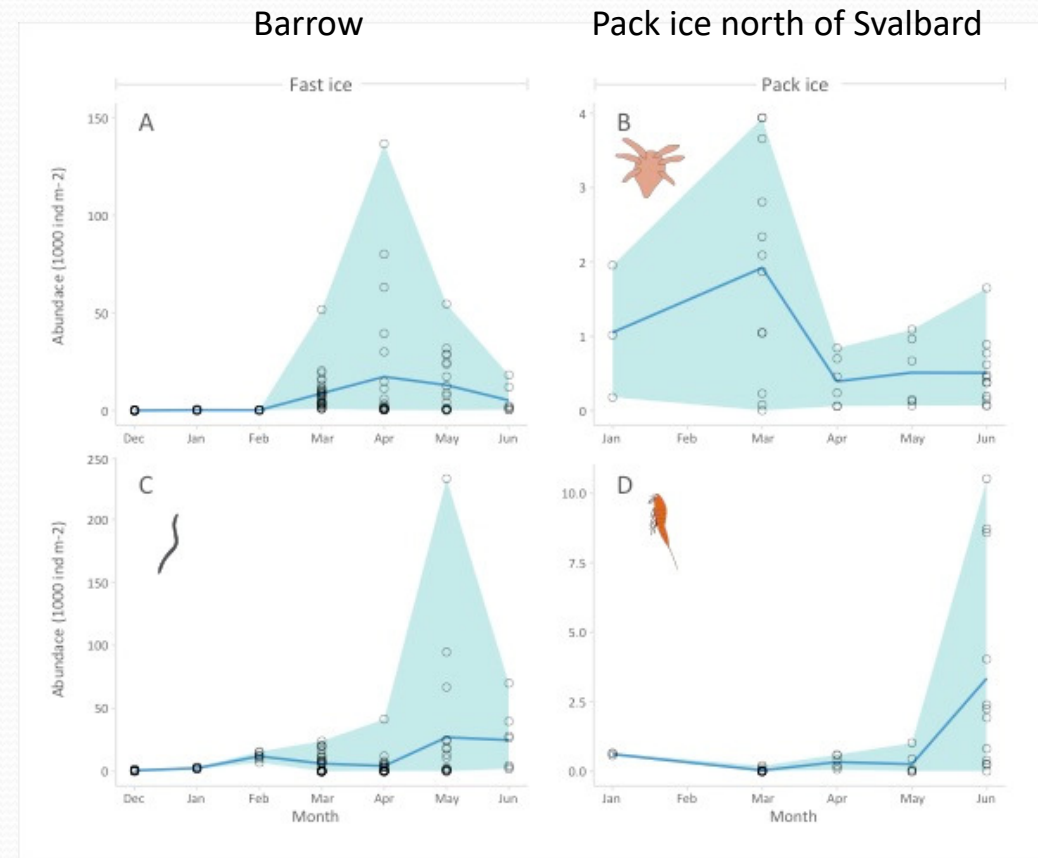 Barrow
Pack ice north of Svalbard
Fast ice
Pack ice
A
Abundace (1000 ind m-2)
150
100
50
0
Dec Jan Feb Mar Apr May Jun
B
4
3
2
1
0
Jan Feb Mar Apr May Jun
C
Abundace (1000 ind m-2)
250
200
150
100
50
0
Dec Jan Feb Mar Apr May Jun
Month
D
10.0
7.5
5.0
2.5
0.0
Jan Feb Mar Apr May Jun
Month